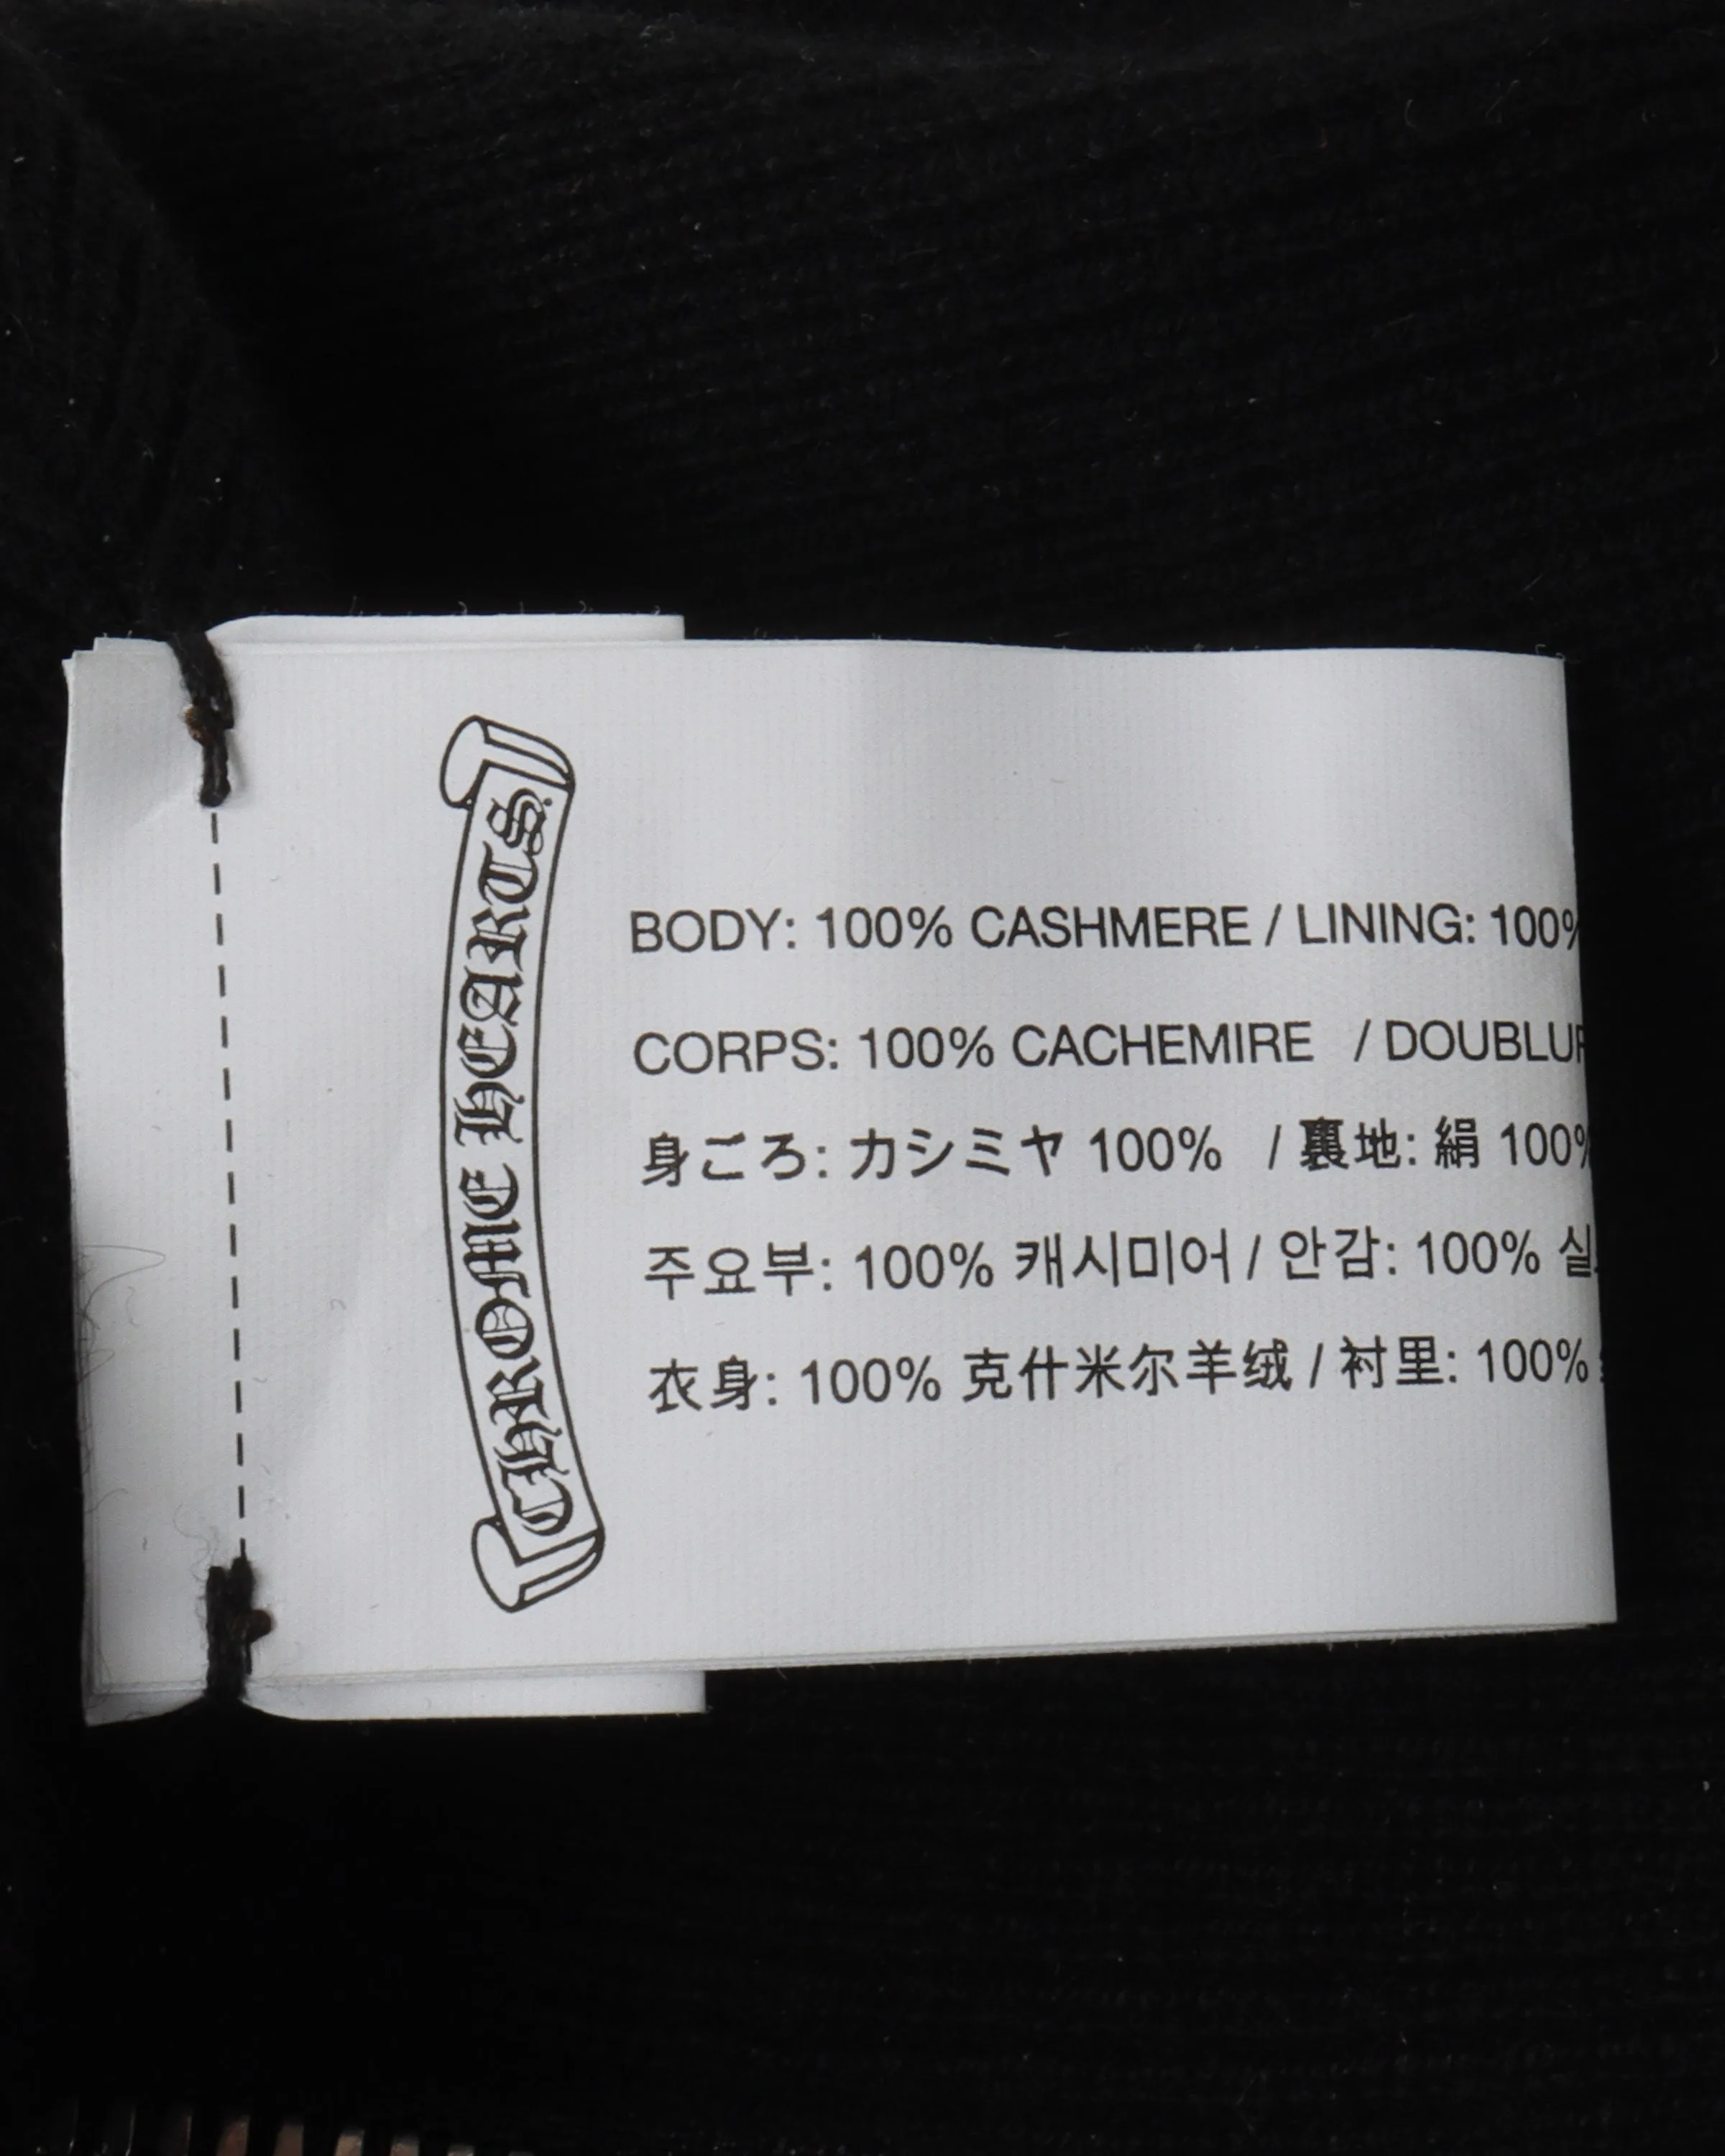 CHROME HEARTS
BODY: 100% CASHMERE / LINING: 100%
CORPS: 100% CACHEMIRE / DOUBLUR
身ごろ: カシミヤ 100% / 裏地: 絹 100%
주요부: 100% 캐시미어 / 안감: 100% 실
衣身: 100% 克什米尔羊绒 / 衬里: 100%